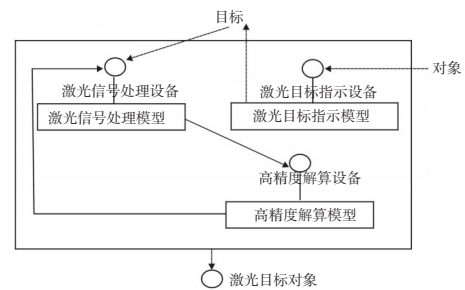 目标
对象
激光信号处理设备
激光目标指示设备
激光信号处理模型
激光目标指示模型
高精度解算设备
高精度解算模型
激光目标对象